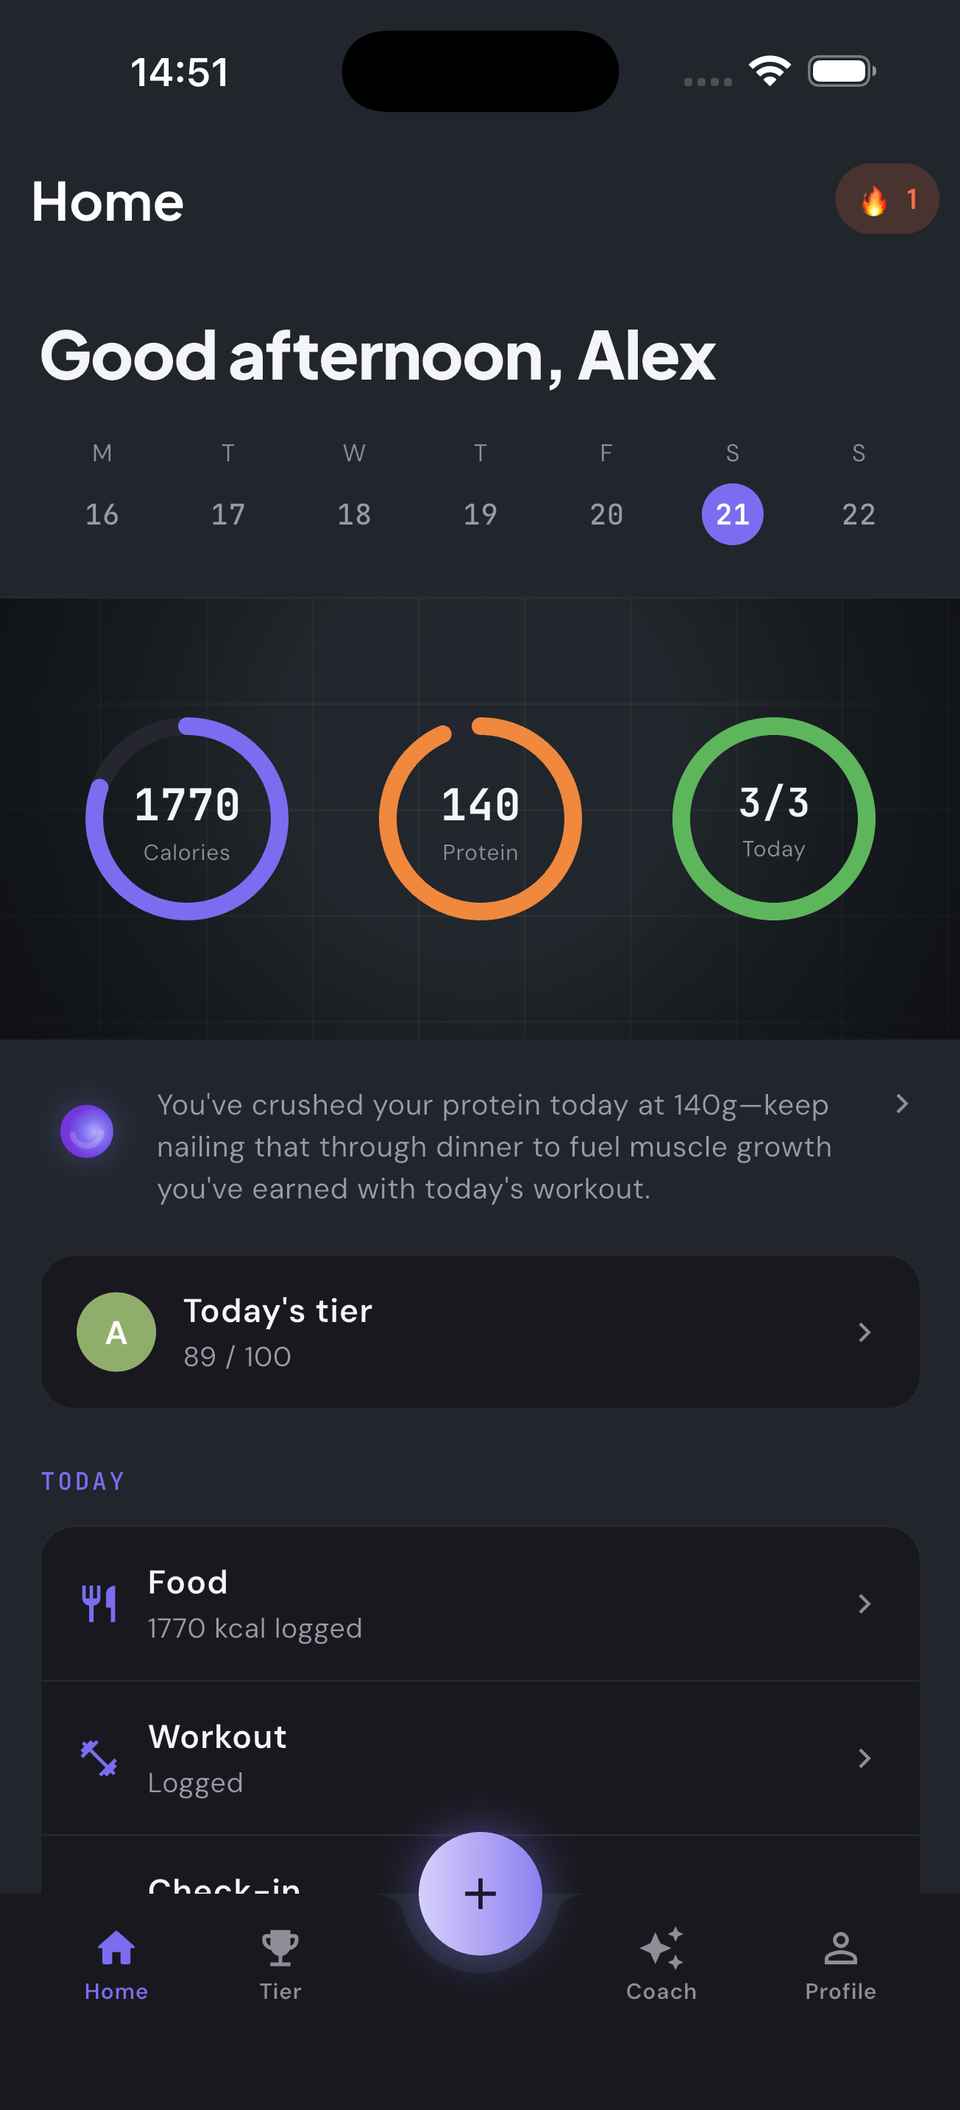 14:51
Home
🔥 1
Good afternoon, Alex
M T W T F S S
16 17 18 19 20 21 22
1770 140 3/3
Calories Protein Today
You've crushed your protein today at 140g—keep
nailing that through dinner to fuel muscle growth
you've earned with today's workout.
A
Today's tier
89 / 100
TODAY
Food
1770 kcal logged
Workout
Logged
Check-in
+
Home Tier Coach Profile